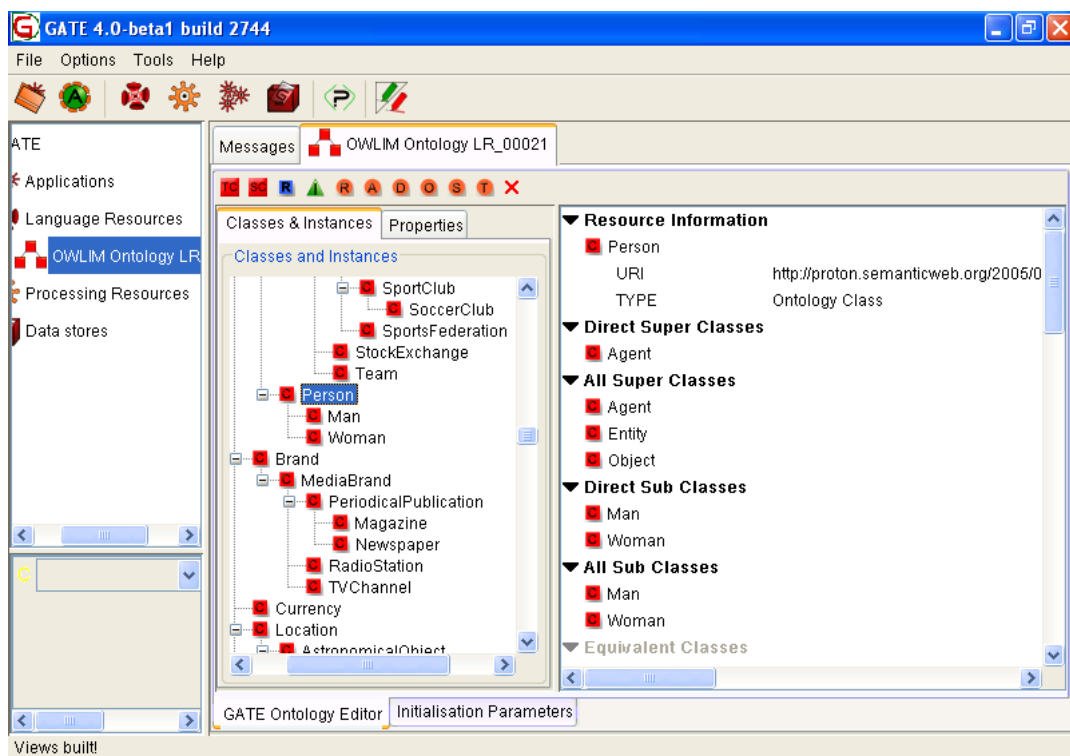 GATE 4.0-beta1 build 2744
File Options Tools Help
ATE
Applications
Language Resources
OWLIM Ontology LR
Processing Resources
Data stores
C
Messages
OWLIM Ontology LR_00021
TC SC R I R A D O S T
Classes & Instances
Properties
Classes and Instances
C SportClub
C SoccerClub
C SportsFederation
C StockExchange
C Team
C Person
C Man
C Woman
C Brand
C MediaBrand
C PeriodicalPublication
C Magazine
C Newspaper
C RadioStation
C TVChannel
C Currency
C Location
C AstronomicalObject
Resource Information
C Person
URI http://proton.semanticweb.org/2005/0
TYPE Ontology Class
Direct Super Classes
C Agent
All Super Classes
C Agent
C Entity
C Object
Direct Sub Classes
C Man
C Woman
All Sub Classes
C Man
C Woman
Equivalent Classes
GATE Ontology Editor
Initialisation Parameters
Views built!